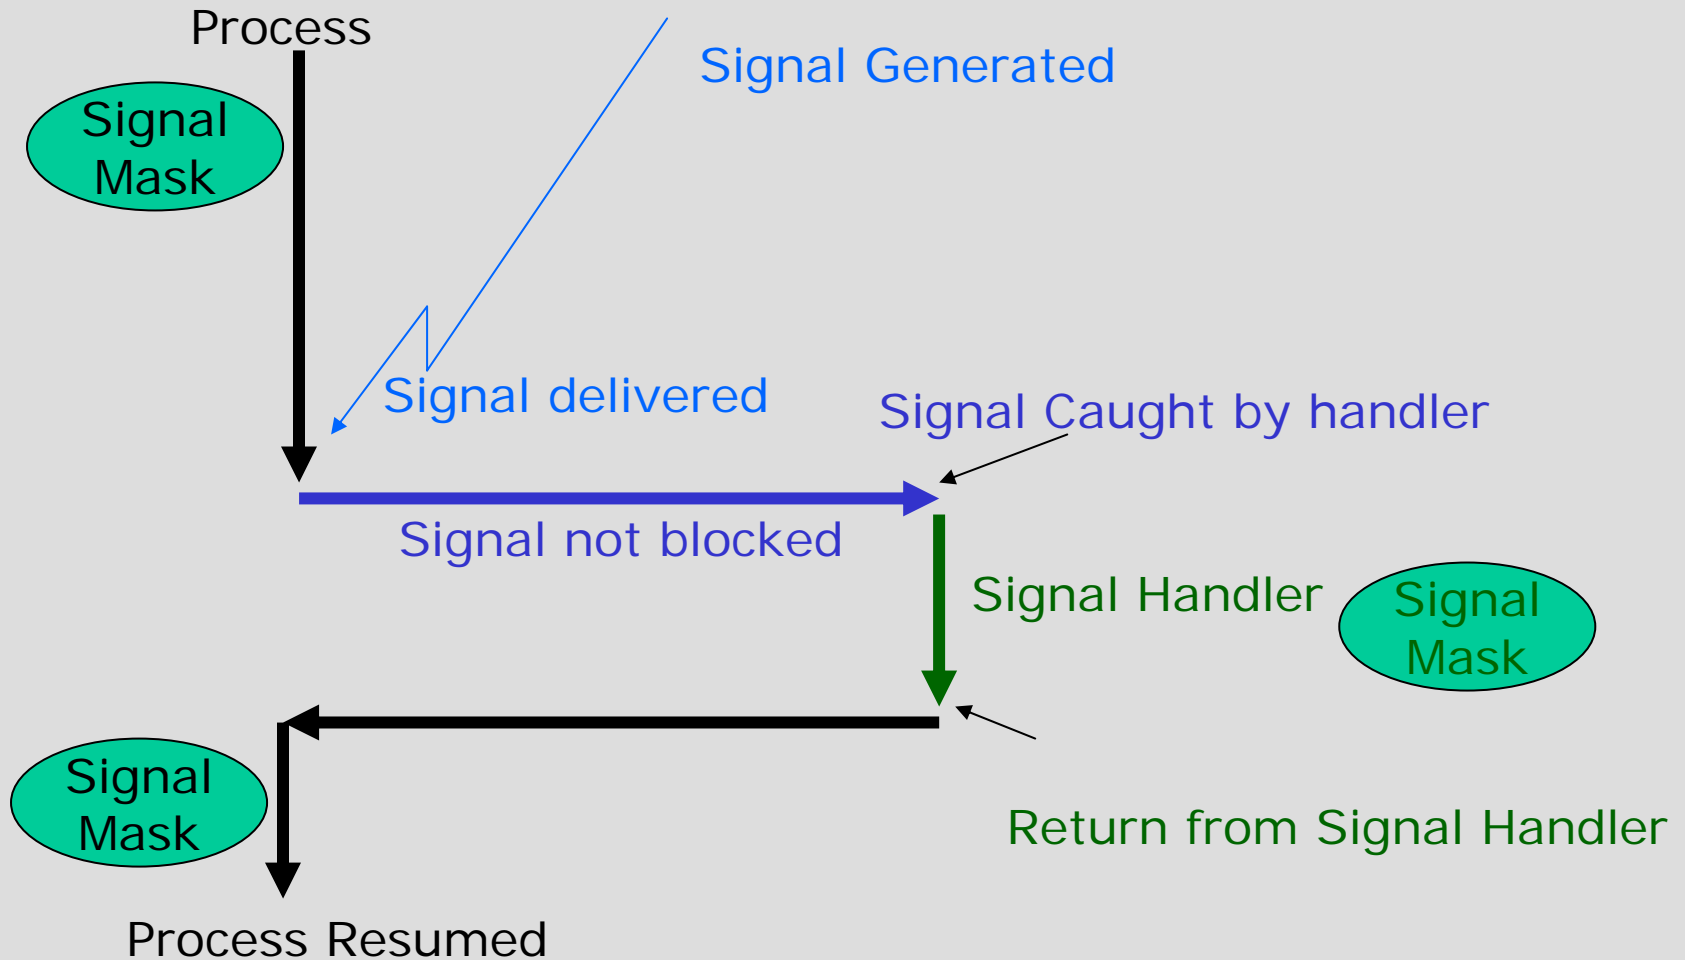 Process
Signal Generated
Signal
Mask
Signal delivered
Signal Caught by handler
Signal not blocked
Signal Handler
Signal
Mask
Signal
Mask
Return from Signal Handler
Process Resumed